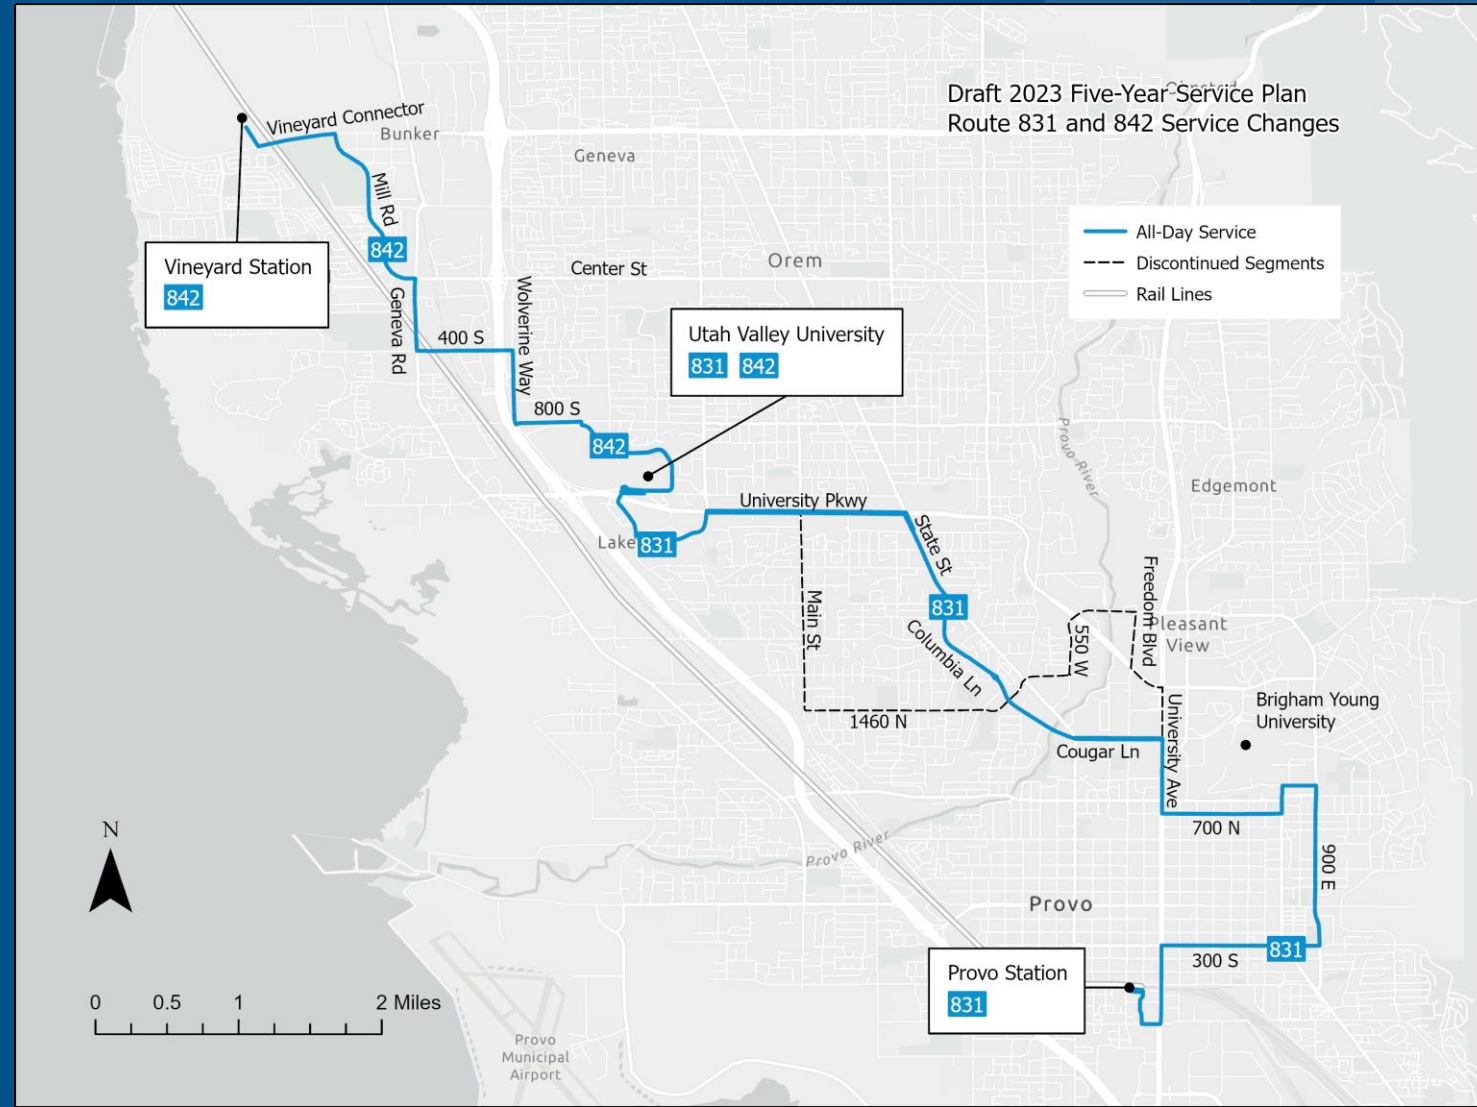 Draft 2023 Five-Year Service Plan
Route 831 and 842 Service Changes
Olmsted
Vineyard Connector
Bunker
Geneva
Mill Rd
842
All-Day Service
Discontinued Segments
Rail Lines
Vineyard Station
842
Center St
Orem
Geneva Rd
Wolverine Way
400 S
Utah Valley University
831 842
800 S
842
Provo River
Edgemont
University Pkwy
State St
Lake
831
Main St
831
Columbia Ln
550 W
Freedom Blvd
Pleasant
View
1460 N
Cougar Ln
University Ave
Brigham Young
University
700 N
900 E
Provo River
Provo
N
300 S
831
Provo Station
831
0 0.5 1 2 Miles
Provo
Municipal
Airport